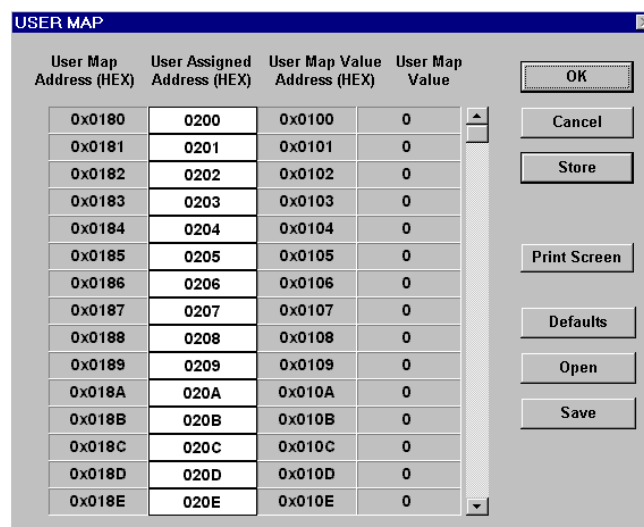 USER MAP
User Map Address (HEX) User Assigned Address (HEX) User Map Value Address (HEX) User Map Value
0x0180 0200 0x0100 0
0x0181 0201 0x0101 0
0x0182 0202 0x0102 0
0x0183 0203 0x0103 0
0x0184 0204 0x0104 0
0x0185 0205 0x0105 0
0x0186 0206 0x0106 0
0x0187 0207 0x0107 0
0x0188 0208 0x0108 0
0x0189 0209 0x0109 0
0x018A 020A 0x010A 0
0x018B 020B 0x010B 0
0x018C 020C 0x010C 0
0x018D 020D 0x010D 0
0x018E 020E 0x010E 0
OK
Cancel
Store
Print Screen
Defaults
Open
Save